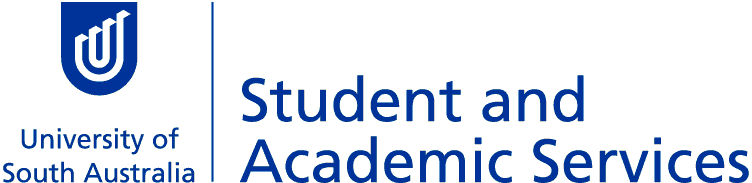 University of
South Australia
Student and
Academic Services